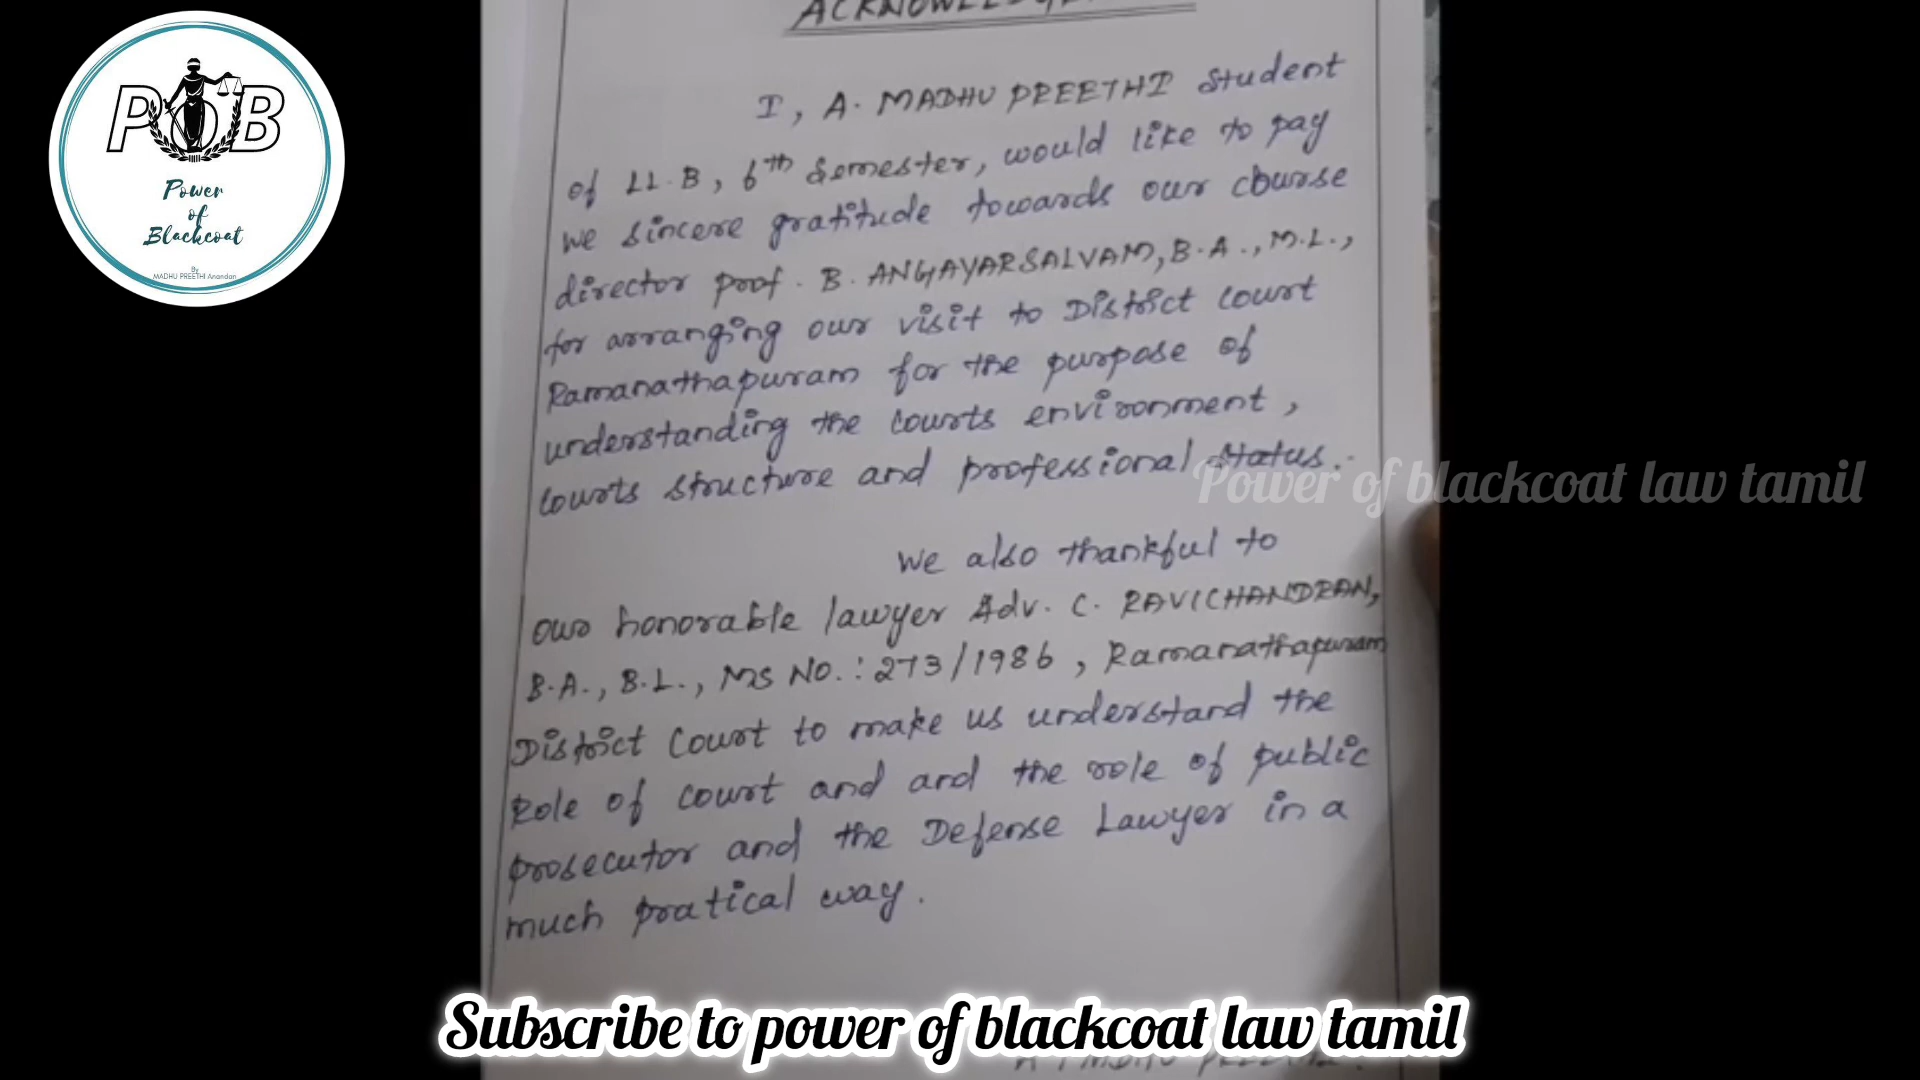 POB
Power
of
Blackcoat
By
MADHU PREETHI Anandan
I, A. MADHU PREETHI Student
of LL.B, 6th Semester, would like to pay
we sincere gratitude towards our course
director prof. B. ANGAYARSALVAM, B.A., M.L.,
for arranging our visit to District court
Ramanathapuram for the purpose of
understanding the courts environment,
courts structure and professional status.
We also thankful to
our honorable lawyer Adv. C. RAVICHANDRAN,
B.A., B.L., MS NO.: 273/1986, Ramanathapuram
District Court to make us understand the
Role of court and and the role of public
prosecutor and the Defense Lawyer in a
much pratical way.
Power of blackcoat law tamil
Subscribe to power of blackcoat law tamil